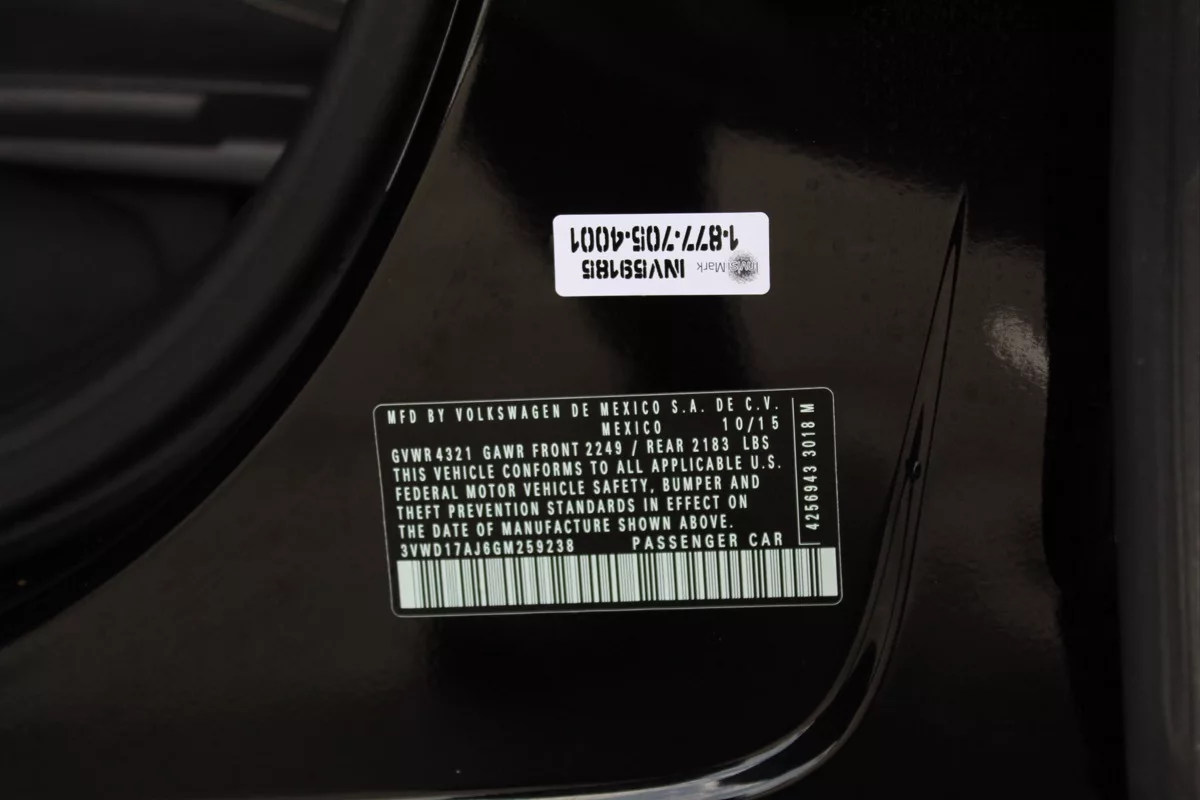 1·877·705·4001
INV59185 InVisiMark
MFD BY VOLKSWAGEN DE MEXICO S.A. DE C.V.
MEXICO 10/15
GVWR 4321 GAWR FRONT 2249 / REAR 2183 LBS
THIS VEHICLE CONFORMS TO ALL APPLICABLE U.S.
FEDERAL MOTOR VEHICLE SAFETY, BUMPER AND
THEFT PREVENTION STANDARDS IN EFFECT ON
THE DATE OF MANUFACTURE SHOWN ABOVE.
3VWD17AJ6GM259238 PASSENGER CAR
4256943 3018 M